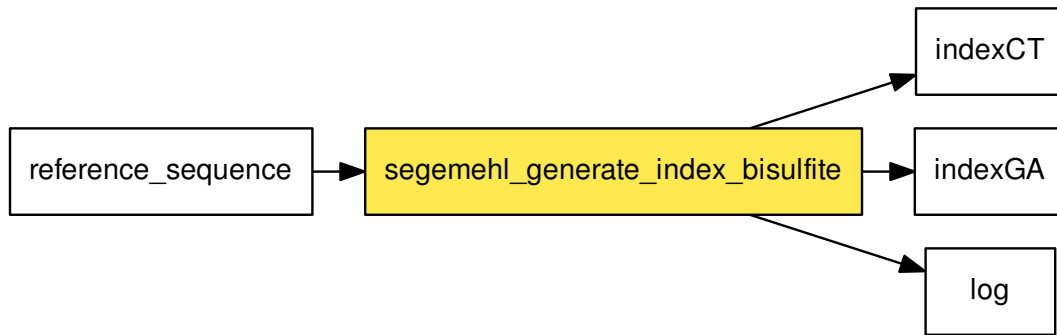 indexCT
reference_sequence
segemehl_generate_index_bisulfite
indexGA
log